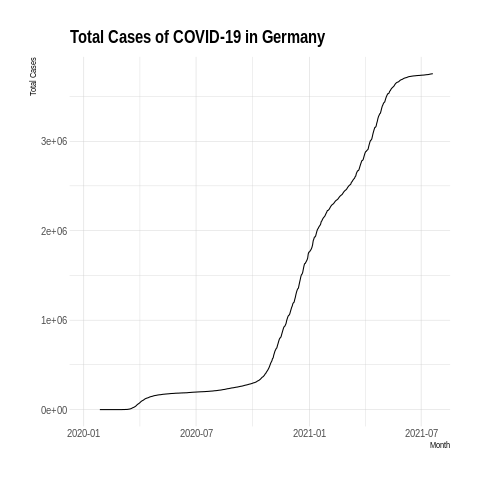 Total Cases of COVID-19 in Germany
Total Cases
3e+06
2e+06
1e+06
0e+00
2020-01
2020-07
2021-01
2021-07
Month